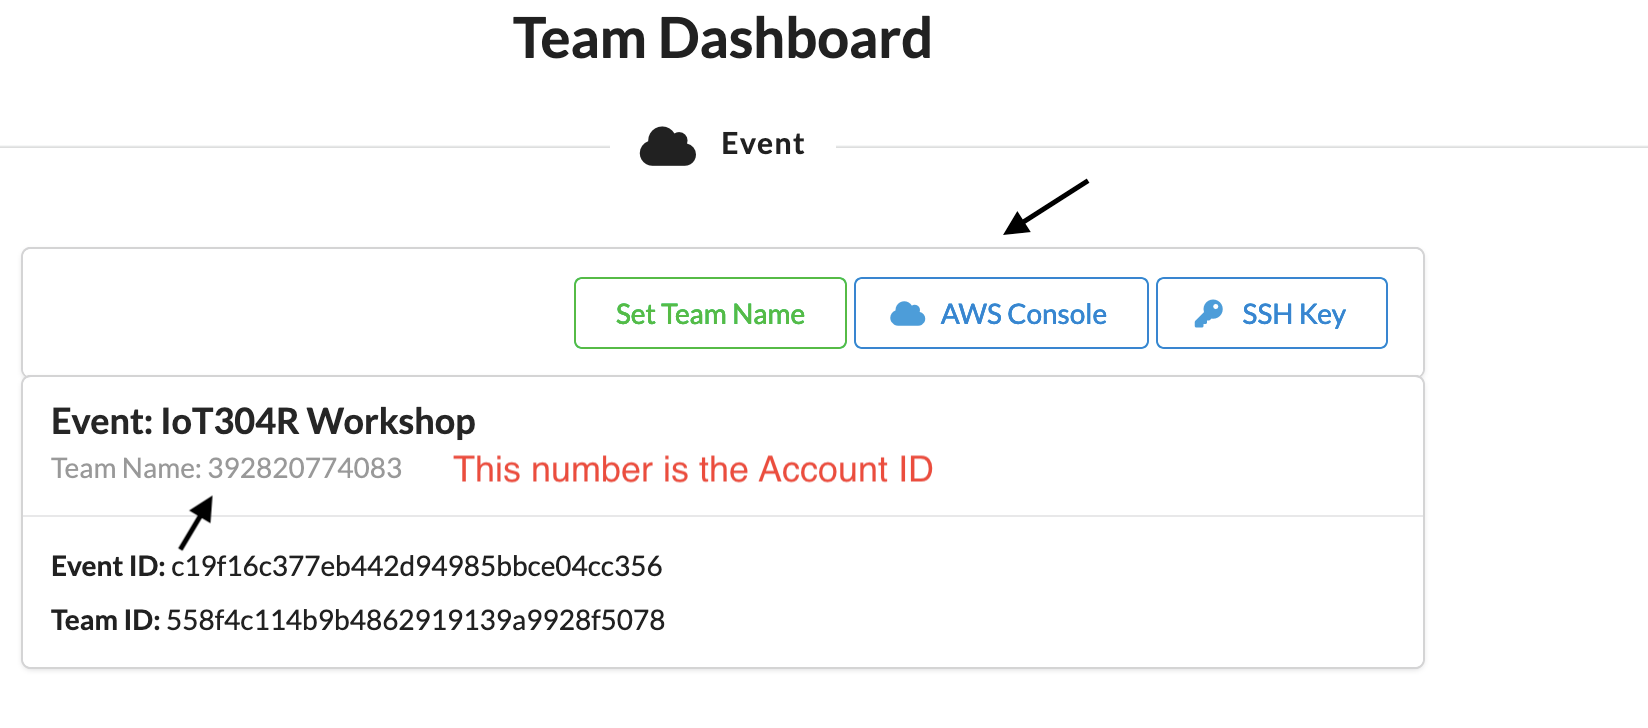 Team Dashboard
Event
Set Team Name AWS Console SSH Key
Event: IoT304R Workshop
Team Name: 392820774083 This number is the Account ID
Event ID: c19f16c377eb442d94985bbce04cc356
Team ID: 558f4c114b9b4862919139a9928f5078